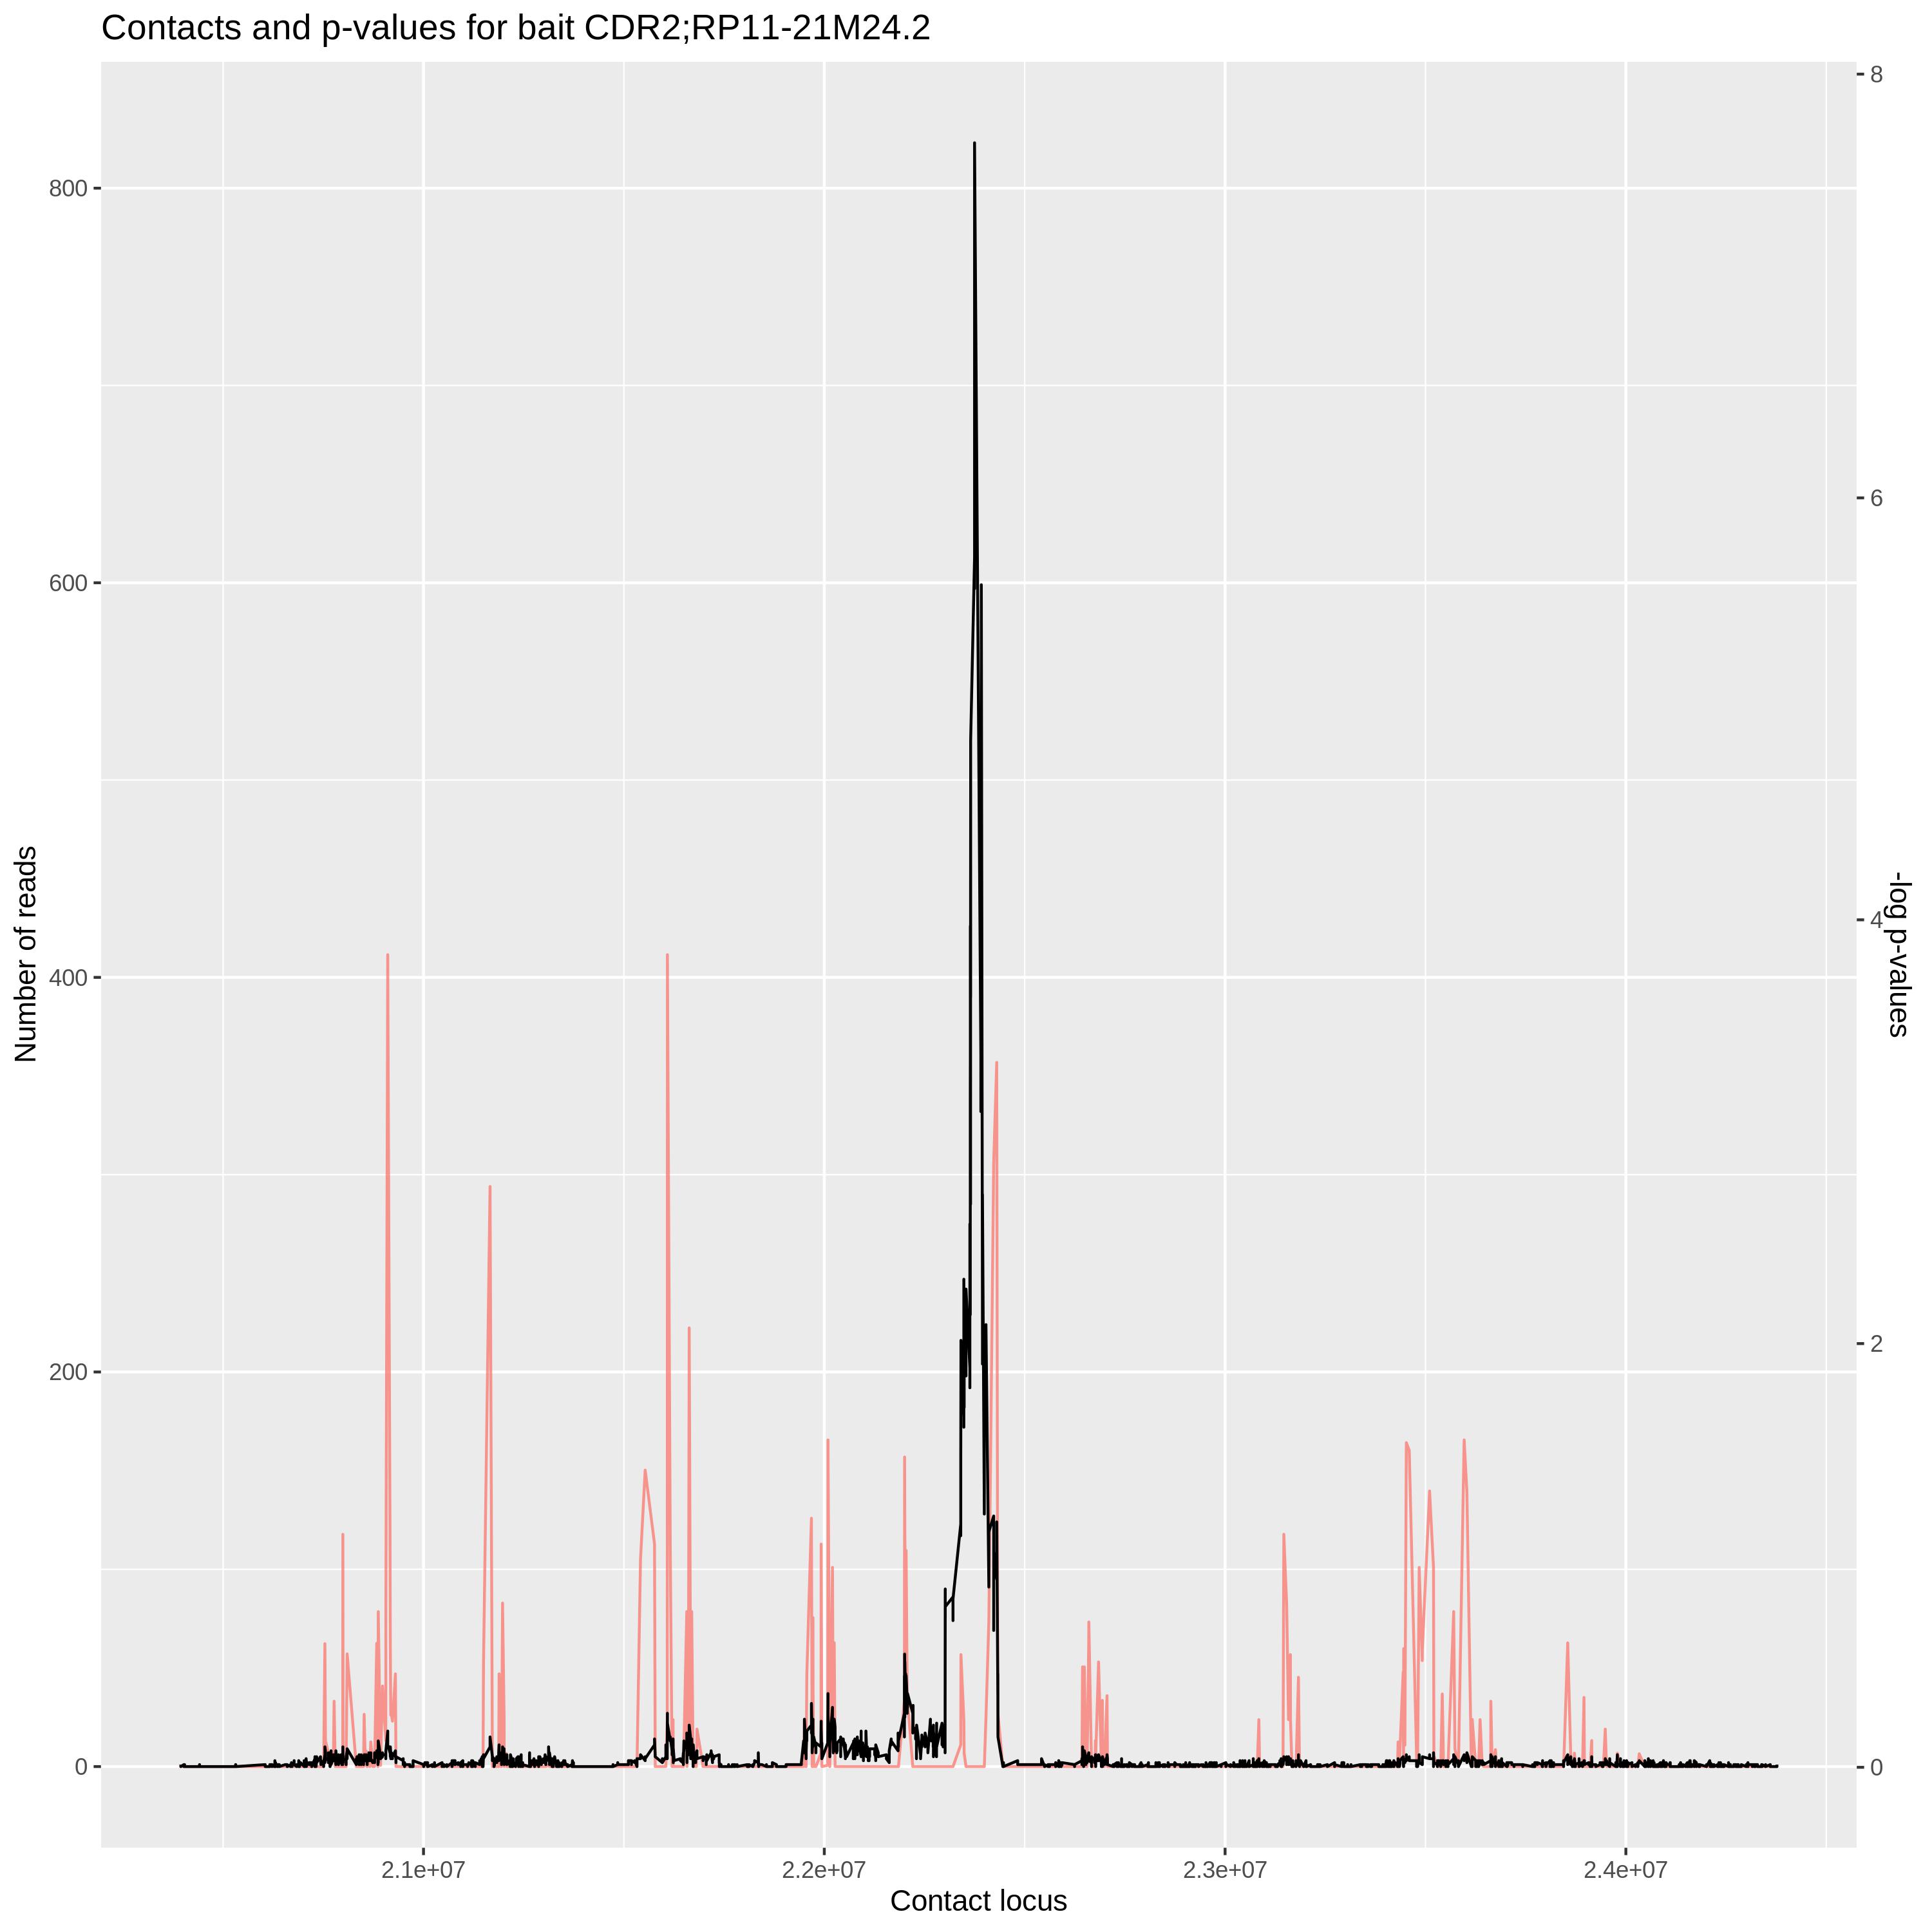 Contacts and p-values for bait CDR2;RP11-21M24.2
Number of reads
800
600
400
200
0
8
6
4
2
0
-log p-values
2.1e+07 2.2e+07 2.3e+07 2.4e+07
Contact locus